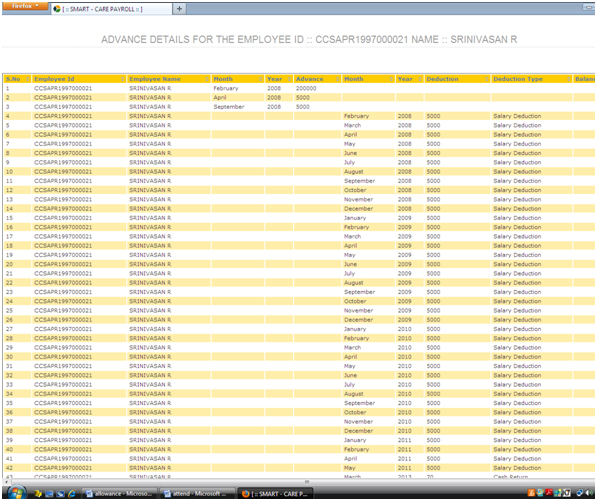 Firefox
[ :: SMART - CARE PAYROLL :: ]
+
ADVANCE DETAILS FOR THE EMPLOYEE ID :: CCSAPR1997000021 NAME :: SRINIVASAN R
S.No Employee Id Employee Name Month Year Advance Month Year Deduction Deduction Type Balanc
1 CCSAPR1997000021 SRINIVASAN R February 2008 200000
2 CCSAPR1997000021 SRINIVASAN R April 2008 5000
3 CCSAPR1997000021 SRINIVASAN R September 2008 5000
4 CCSAPR1997000021 SRINIVASAN R February 2008 5000 Salary Deduction
5 CCSAPR1997000021 SRINIVASAN R March 2008 5000 Salary Deduction
6 CCSAPR1997000021 SRINIVASAN R April 2008 5000 Salary Deduction
7 CCSAPR1997000021 SRINIVASAN R May 2008 5000 Salary Deduction
8 CCSAPR1997000021 SRINIVASAN R June 2008 5000 Salary Deduction
9 CCSAPR1997000021 SRINIVASAN R July 2008 5000 Salary Deduction
10 CCSAPR1997000021 SRINIVASAN R August 2008 5000 Salary Deduction
11 CCSAPR1997000021 SRINIVASAN R September 2008 5000 Salary Deduction
12 CCSAPR1997000021 SRINIVASAN R October 2008 5000 Salary Deduction
13 CCSAPR1997000021 SRINIVASAN R November 2008 5000 Salary Deduction
14 CCSAPR1997000021 SRINIVASAN R December 2008 5000 Salary Deduction
15 CCSAPR1997000021 SRINIVASAN R January 2009 5000 Salary Deduction
16 CCSAPR1997000021 SRINIVASAN R February 2009 5000 Salary Deduction
17 CCSAPR1997000021 SRINIVASAN R March 2009 5000 Salary Deduction
18 CCSAPR1997000021 SRINIVASAN R April 2009 5000 Salary Deduction
19 CCSAPR1997000021 SRINIVASAN R May 2009 5000 Salary Deduction
20 CCSAPR1997000021 SRINIVASAN R June 2009 5000 Salary Deduction
21 CCSAPR1997000021 SRINIVASAN R July 2009 5000 Salary Deduction
22 CCSAPR1997000021 SRINIVASAN R August 2009 5000 Salary Deduction
23 CCSAPR1997000021 SRINIVASAN R September 2009 5000 Salary Deduction
24 CCSAPR1997000021 SRINIVASAN R October 2009 5000 Salary Deduction
25 CCSAPR1997000021 SRINIVASAN R November 2009 5000 Salary Deduction
26 CCSAPR1997000021 SRINIVASAN R December 2009 5000 Salary Deduction
27 CCSAPR1997000021 SRINIVASAN R January 2010 5000 Salary Deduction
28 CCSAPR1997000021 SRINIVASAN R February 2010 5000 Salary Deduction
29 CCSAPR1997000021 SRINIVASAN R March 2010 5000 Salary Deduction
30 CCSAPR1997000021 SRINIVASAN R April 2010 5000 Salary Deduction
31 CCSAPR1997000021 SRINIVASAN R May 2010 5000 Salary Deduction
32 CCSAPR1997000021 SRINIVASAN R June 2010 5000 Salary Deduction
33 CCSAPR1997000021 SRINIVASAN R July 2010 5000 Salary Deduction
34 CCSAPR1997000021 SRINIVASAN R August 2010 5000 Salary Deduction
35 CCSAPR1997000021 SRINIVASAN R September 2010 5000 Salary Deduction
36 CCSAPR1997000021 SRINIVASAN R October 2010 5000 Salary Deduction
37 CCSAPR1997000021 SRINIVASAN R November 2010 5000 Salary Deduction
38 CCSAPR1997000021 SRINIVASAN R December 2010 5000 Salary Deduction
39 CCSAPR1997000021 SRINIVASAN R January 2011 5000 Salary Deduction
40 CCSAPR1997000021 SRINIVASAN R February 2011 5000 Salary Deduction
41 CCSAPR1997000021 SRINIVASAN R April 2011 5000 Salary Deduction
42 CCSAPR1997000021 SRINIVASAN R May 2011 5000 Salary Deduction
43 CCSAPR1997000021 SRINIVASAN R March 2013 70 Cash Return
allowance - Microso... attend - Microsoft ... [ :: SMART - CARE P...